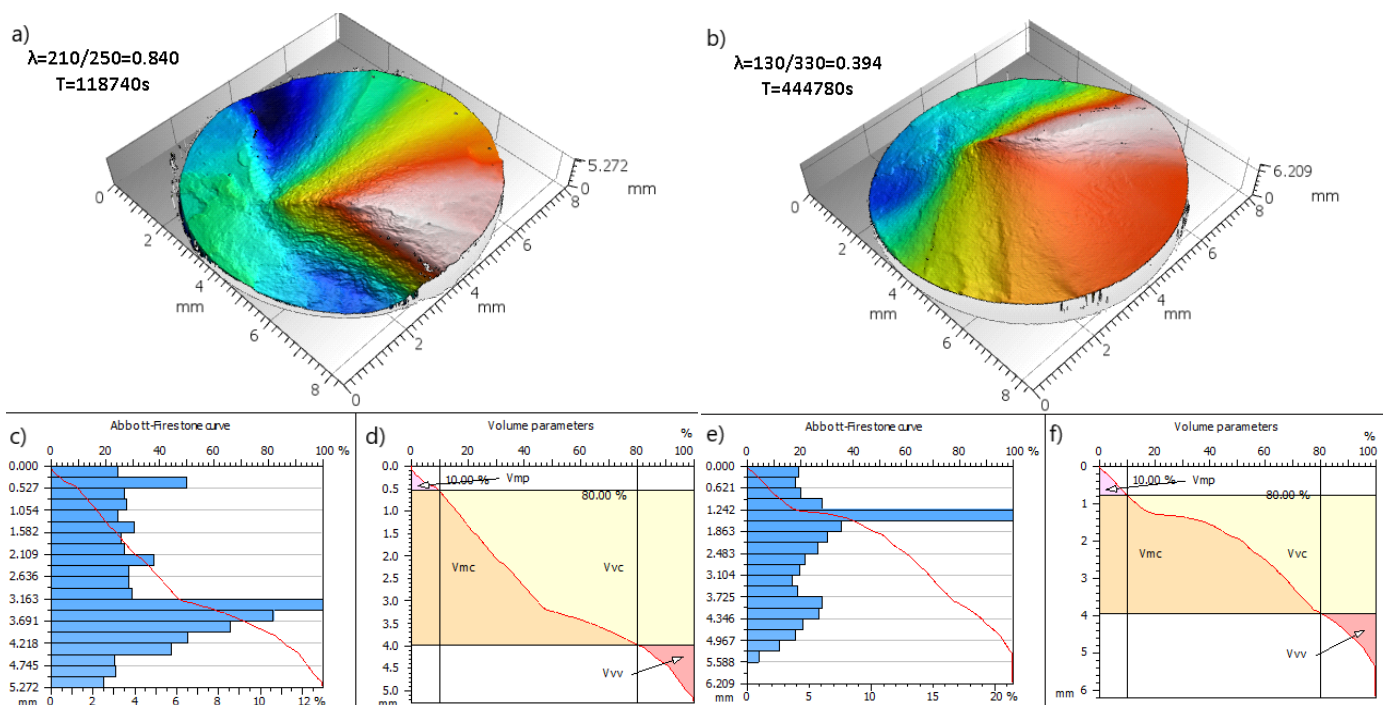 a)
λ=210/250=0.840
T=118740s
5.272
mm
0
2
4
6
8
mm
0
2
4
6
8
mm
b)
λ=130/330=0.394
T=444780s
6.209
mm
0
2
4
6
8
mm
0
2
4
6
8
mm
c)
Abbott-Firestone curve
0 20 40 60 80 100 %
0.000
0.527
1.054
1.582
2.109
2.636
3.163
3.691
4.218
4.745
5.272
mm 0 2 4 6 8 10 12 %
d)
Volume parameters
%
0 20 40 60 80 100
0.0
0.5
1.0
1.5
2.0
2.5
3.0
3.5
4.0
4.5
5.0
mm
10.00 %
Vmp
80.00 %
Vmc
Vvc
Vvv
e)
Abbott-Firestone curve
0 20 40 60 80 100 %
0.000
0.621
1.242
1.863
2.483
3.104
3.725
4.346
4.967
5.588
6.209
mm 0 5 10 15 20 %
f)
Volume parameters
%
0 20 40 60 80 100
0
1
2
3
4
5
6
mm
10.00 %
Vmp
80.00 %
Vmc
Vvc
Vvv